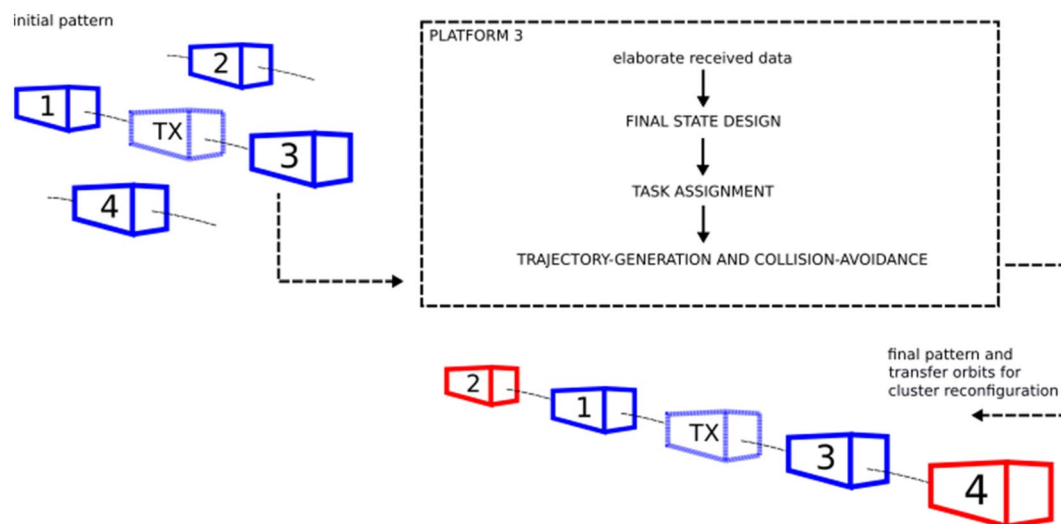 initial pattern
2
1
TX
3
4
PLATFORM 3
elaborate received data
FINAL STATE DESIGN
TASK ASSIGNMENT
TRAJECTORY-GENERATION AND COLLISION-AVOIDANCE
final pattern and
transfer orbits for
cluster reconfiguration
2
1
TX
3
4